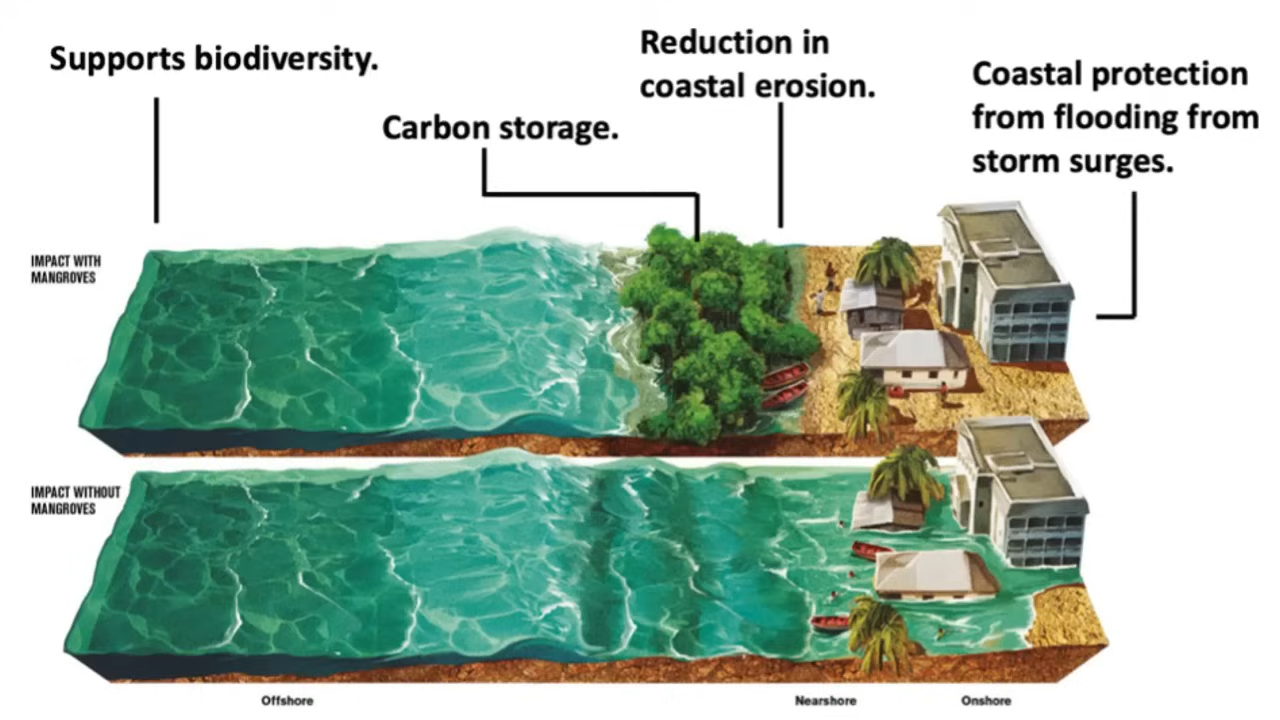 Supports biodiversity.
Carbon storage.
Reduction in
coastal erosion.
Coastal protection
from flooding from
storm surges.
IMPACT WITH
MANGROVES
IMPACT WITHOUT
MANGROVES
Offshore
Nearshore
Onshore